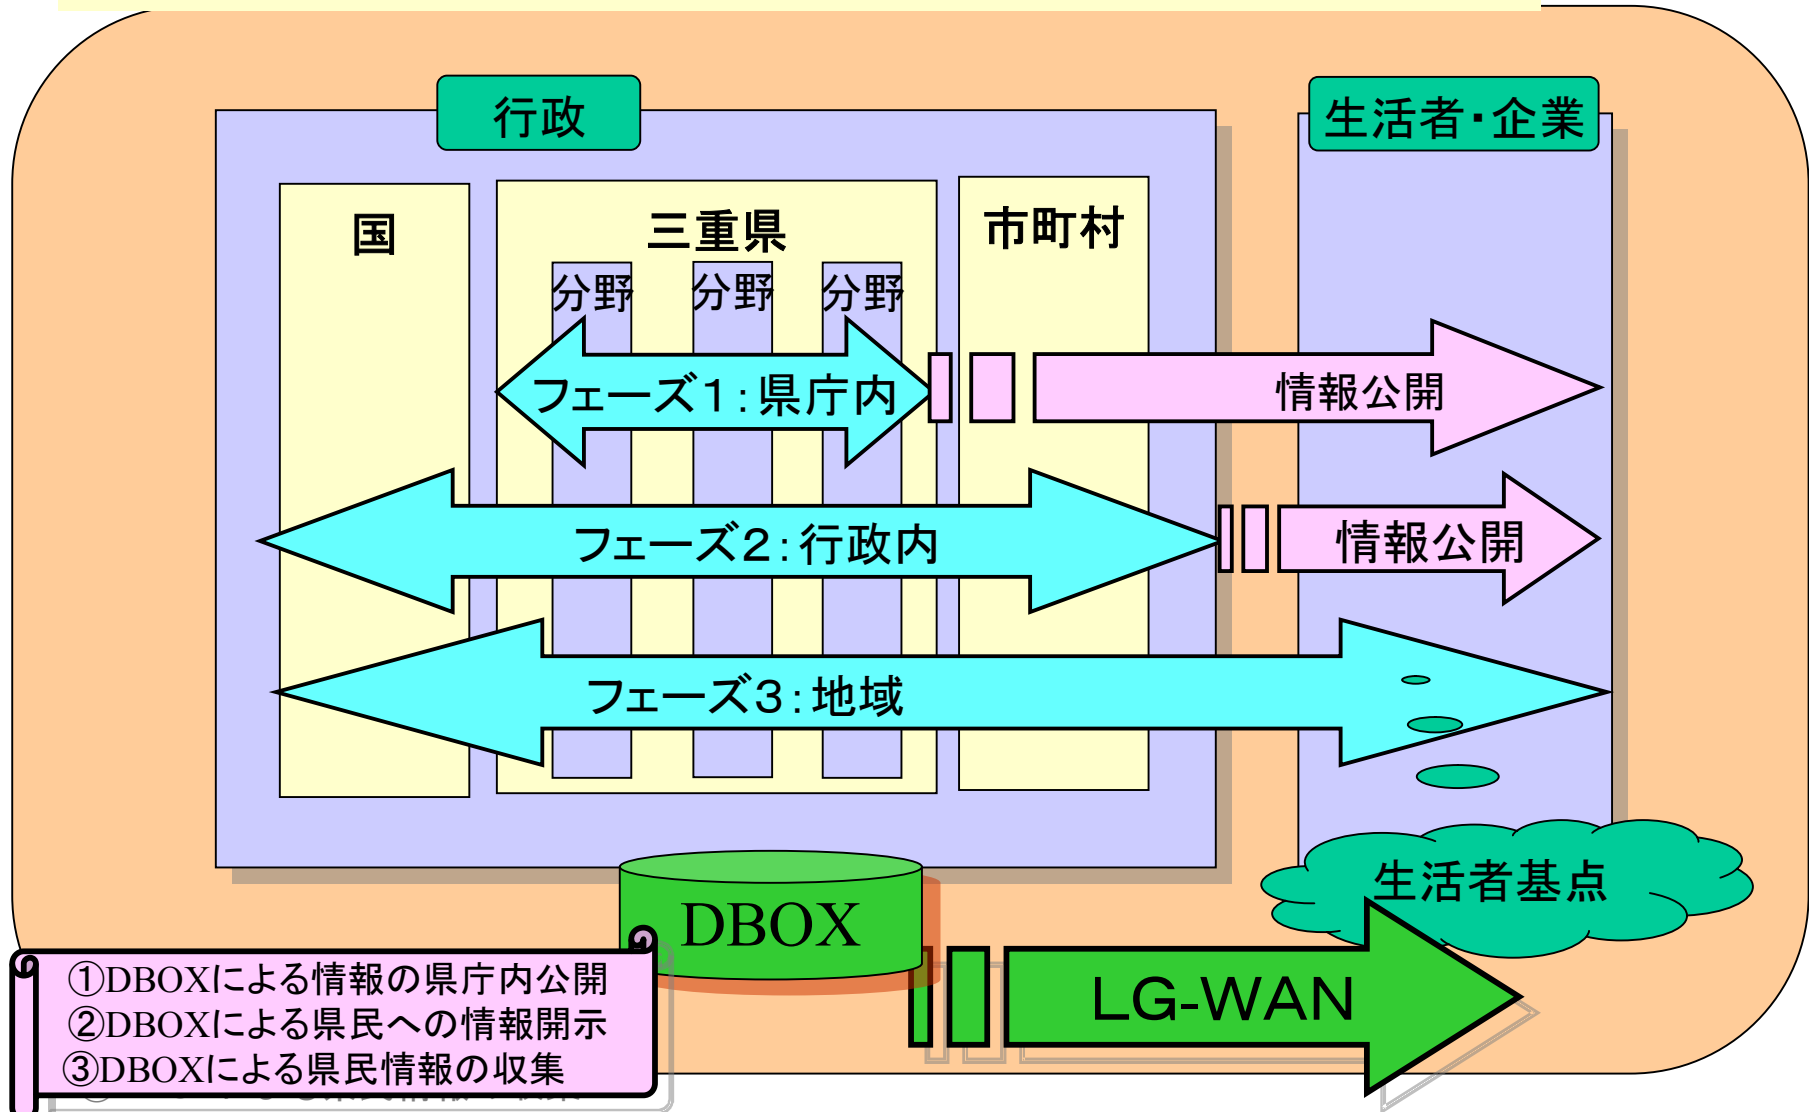 行政
生活者・企業
国
三重県
市町村
分野
分野
分野
フェーズ1:県庁内
情報公開
フェーズ2:行政内
情報公開
フェーズ3:地域
生活者基点
DBOX
LG-WAN
①DBOXによる情報の県庁内公開
②DBOXによる県民への情報開示
③DBOXによる県民情報の収集